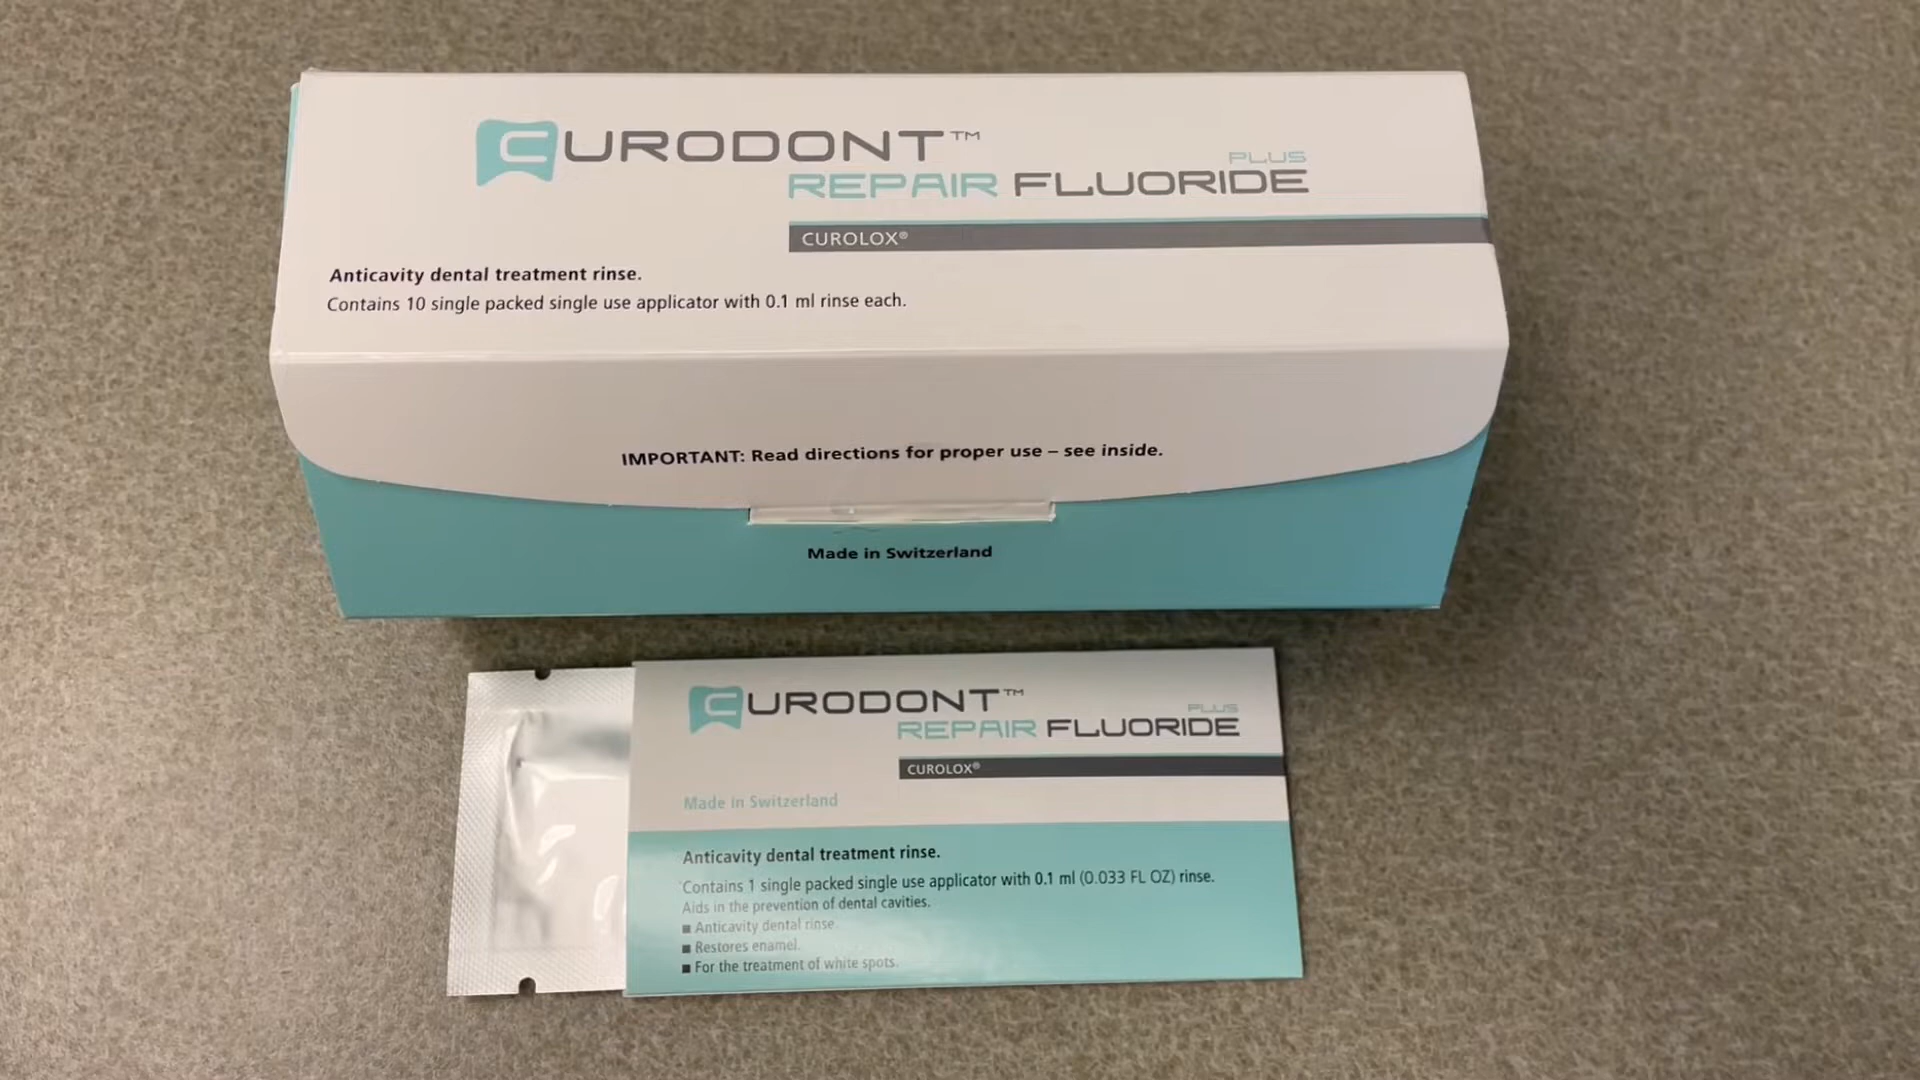 CURODONT™
PLUS
REPAIR FLUORIDE
CUROLOX®
Anticavity dental treatment rinse.
Contains 10 single packed single use applicator with 0.1 ml rinse each.
IMPORTANT: Read directions for proper use – see inside.
Made in Switzerland
CURODONT™
PLUS
REPAIR FLUORIDE
CUROLOX®
Made in Switzerland
Anticavity dental treatment rinse.
Contains 1 single packed single use applicator with 0.1 ml (0.033 FL OZ) rinse.
Aids in the prevention of dental cavities.
■ Anticavity dental rinse.
■ Restores enamel.
■ For the treatment of white spots.